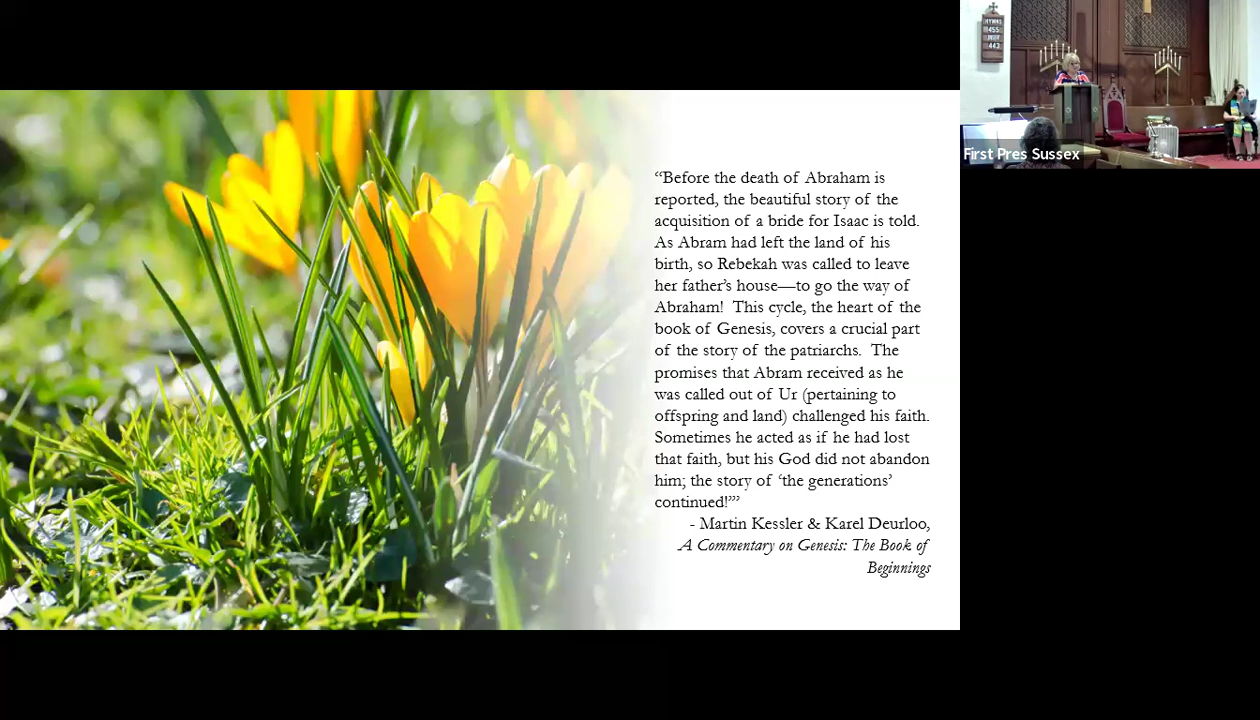 “Before the death of Abraham is
reported, the beautiful story of the
acquisition of a bride for Isaac is told.
As Abram had left the land of his
birth, so Rebekah was called to leave
her father’s house—to go the way of
Abraham!  This cycle, the heart of the
book of Genesis, covers a crucial part
of the story of the patriarchs.  The
promises that Abram received as he
was called out of Ur (pertaining to
offspring and land) challenged his faith.
Sometimes he acted as if he had lost
that faith, but his God did not abandon
him; the story of ‘the generations’
continued!’”
- Martin Kessler & Karel Deurloo,
A Commentary on Genesis: The Book of
Beginnings
HYMNS
455
443
First Pres Sussex